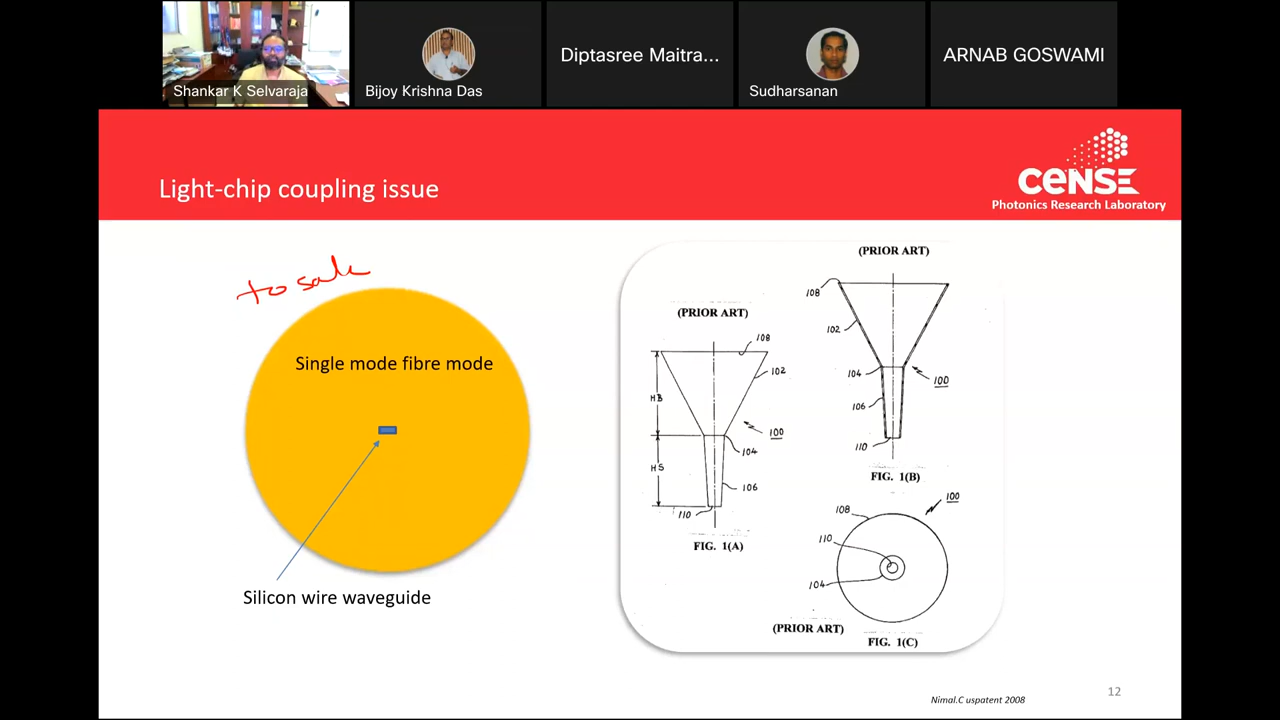 Shankar K Selvaraja
Bijoy Krishna Das
Diptasree Maitra...
Sudharsanan
ARNAB GOSWAMI
Light-chip coupling issue
CeNSE
Photonics Research Laboratory
to sale
Single mode fibre mode
Silicon wire waveguide
(PRIOR ART)
108
102
HB
100
104
HS
106
110
FIG. 1(A)
(PRIOR ART)
108
102
104
100
106
110
FIG. 1(B)
100
108
110
104
(PRIOR ART)
FIG. 1(C)
Nimal.C uspatent 2008
12